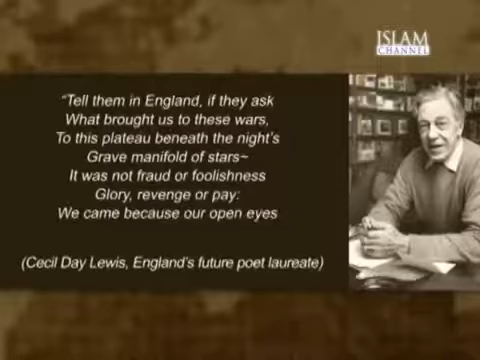 ISLAM
CHANNEL
“Tell them in England, if they ask
What brought us to these wars,
To this plateau beneath the night's
Grave manifold of stars~
It was not fraud or foolishness
Glory, revenge or pay:
We came because our open eyes
(Cecil Day Lewis, England's future poet laureate)